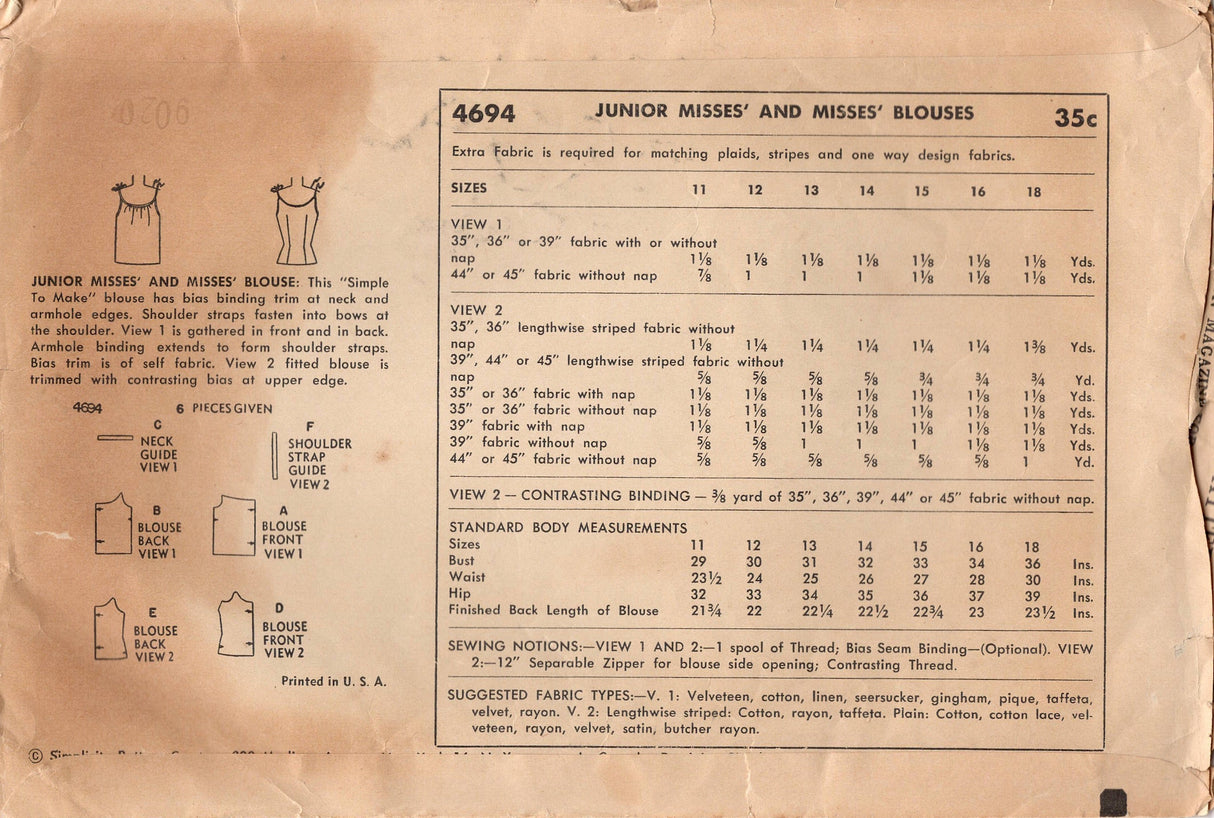 0206
4694 JUNIOR MISSES' AND MISSES' BLOUSES 35c
Extra Fabric is required for matching plaids, stripes and one way design fabrics.
SIZES 11 12 13 14 15 16 18
VIEW 1
35", 36" or 39" fabric with or without
nap 1⅛ 1⅛ 1⅛ 1⅛ 1⅛ 1⅛ 1⅛ Yds.
44" or 45" fabric without nap ⅞ 1 1 1 1⅛ 1⅛ 1⅛ Yds.
VIEW 2
35", 36" lengthwise striped fabric without
nap 1⅛ 1¼ 1¼ 1¼ 1¼ 1¼ 1⅜ Yds.
39", 44" or 45" lengthwise striped fabric without
nap ⅝ ⅝ ⅝ ⅝ ¾ ¾ ¾ Yd.
35" or 36" fabric with nap 1⅛ 1⅛ 1⅛ 1⅛ 1⅛ 1⅛ 1⅛ Yds.
35" or 36" fabric without nap 1⅛ 1⅛ 1⅛ 1⅛ 1⅛ 1⅛ 1⅛ Yds.
39" fabric with nap 1⅛ 1⅛ 1⅛ 1⅛ 1⅛ 1⅛ 1⅛ Yds.
39" fabric without nap ⅝ ⅝ 1 1 1 1⅛ 1⅛ Yds.
44" or 45" fabric without nap ⅝ ⅝ ⅝ ⅝ ⅝ ⅝ 1 Yd.
VIEW 2 — CONTRASTING BINDING — ⅜ yard of 35", 36", 39", 44" or 45" fabric without nap.
STANDARD BODY MEASUREMENTS
Sizes 11 12 13 14 15 16 18
Bust 29 30 31 32 33 34 36 Ins.
Waist 23½ 24 25 26 27 28 30 Ins.
Hip 32 33 34 35 36 37 39 Ins.
Finished Back Length of Blouse 21¾ 22 22¼ 22½ 22¾ 23 23½ Ins.
SEWING NOTIONS:—VIEW 1 AND 2:—1 spool of Thread; Bias Seam Binding—(Optional). VIEW
2:—12" Separable Zipper for blouse side opening; Contrasting Thread.
SUGGESTED FABRIC TYPES:—V. 1: Velveteen, cotton, linen, seersucker, gingham, pique, taffeta,
velvet, rayon. V. 2: Lengthwise striped: Cotton, rayon, taffeta. Plain: Cotton, cotton lace, vel-
veteen, rayon, velvet, satin, butcher rayon.
JUNIOR MISSES' AND MISSES' BLOUSE: This "Simple
To Make" blouse has bias binding trim at neck and
armhole edges. Shoulder straps fasten into bows at
the shoulder. View 1 is gathered in front and in back.
Armhole binding extends to form shoulder straps.
Bias trim is of self fabric. View 2 fitted blouse is
trimmed with contrasting bias at upper edge.
4694 6 PIECES GIVEN
C
NECK
GUIDE
VIEW 1
F
SHOULDER
STRAP
GUIDE
VIEW 2
B
BLOUSE
BACK
VIEW 1
A
BLOUSE
FRONT
VIEW 1
E
BLOUSE
BACK
VIEW 2
D
BLOUSE
FRONT
VIEW 2
Printed in U. S. A.
© Simplicity Pattern
MAGAZINE